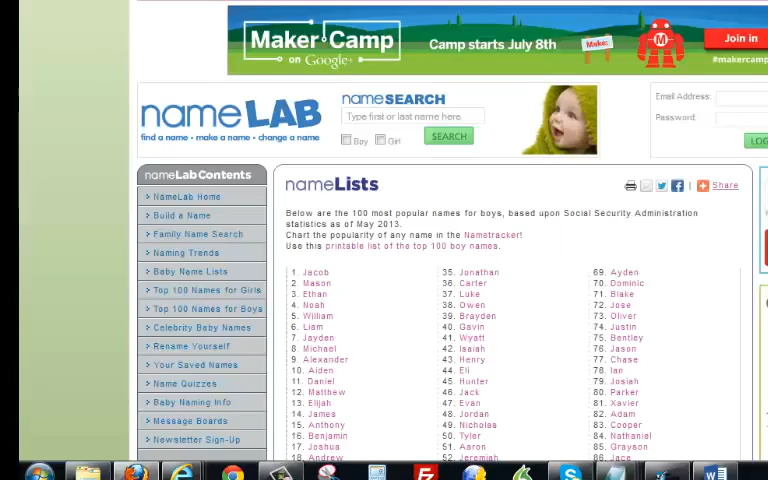 Maker Camp
on Google+
Camp starts July 8th
Make:
M
Join in
#makercamp
nameLAB
find a name • make a name • change a name
nameSEARCH
Type first or last name here
Boy Girl SEARCH
Email Address:
Password:
LOG
nameLab Contents
NameLab Home
Build a Name
Family Name Search
Naming Trends
Baby Name Lists
Top 100 Names for Girls
Top 100 Names for Boys
Celebrity Baby Names
Rename Yourself
Your Saved Names
Name Quizzes
Baby Naming Info
Message Boards
Newsletter Sign-Up
nameLists
Share
Below are the 100 most popular names for boys, based upon Social Security Administration
statistics as of May 2013.
Chart the popularity of any name in the Nametracker!
Use this printable list of the top 100 boy names.
1. Jacob
2. Mason
3. Ethan
4. Noah
5. William
6. Liam
7. Jayden
8. Michael
9. Alexander
10. Aiden
11. Daniel
12. Matthew
13. Elijah
14. James
15. Anthony
16. Benjamin
17. Joshua
18. Andrew
35. Jonathan
36. Carter
37. Luke
38. Owen
39. Brayden
40. Gavin
41. Wyatt
42. Isaiah
43. Henry
44. Eli
45. Hunter
46. Jack
47. Evan
48. Jordan
49. Nicholas
50. Tyler
51. Aaron
52. Jeremiah
69. Ayden
70. Dominic
71. Blake
72. Jose
73. Oliver
74. Justin
75. Bentley
76. Jason
77. Chase
78. Ian
79. Josiah
80. Parker
81. Xavier
82. Adam
83. Cooper
84. Nathaniel
85. Grayson
86. Jace